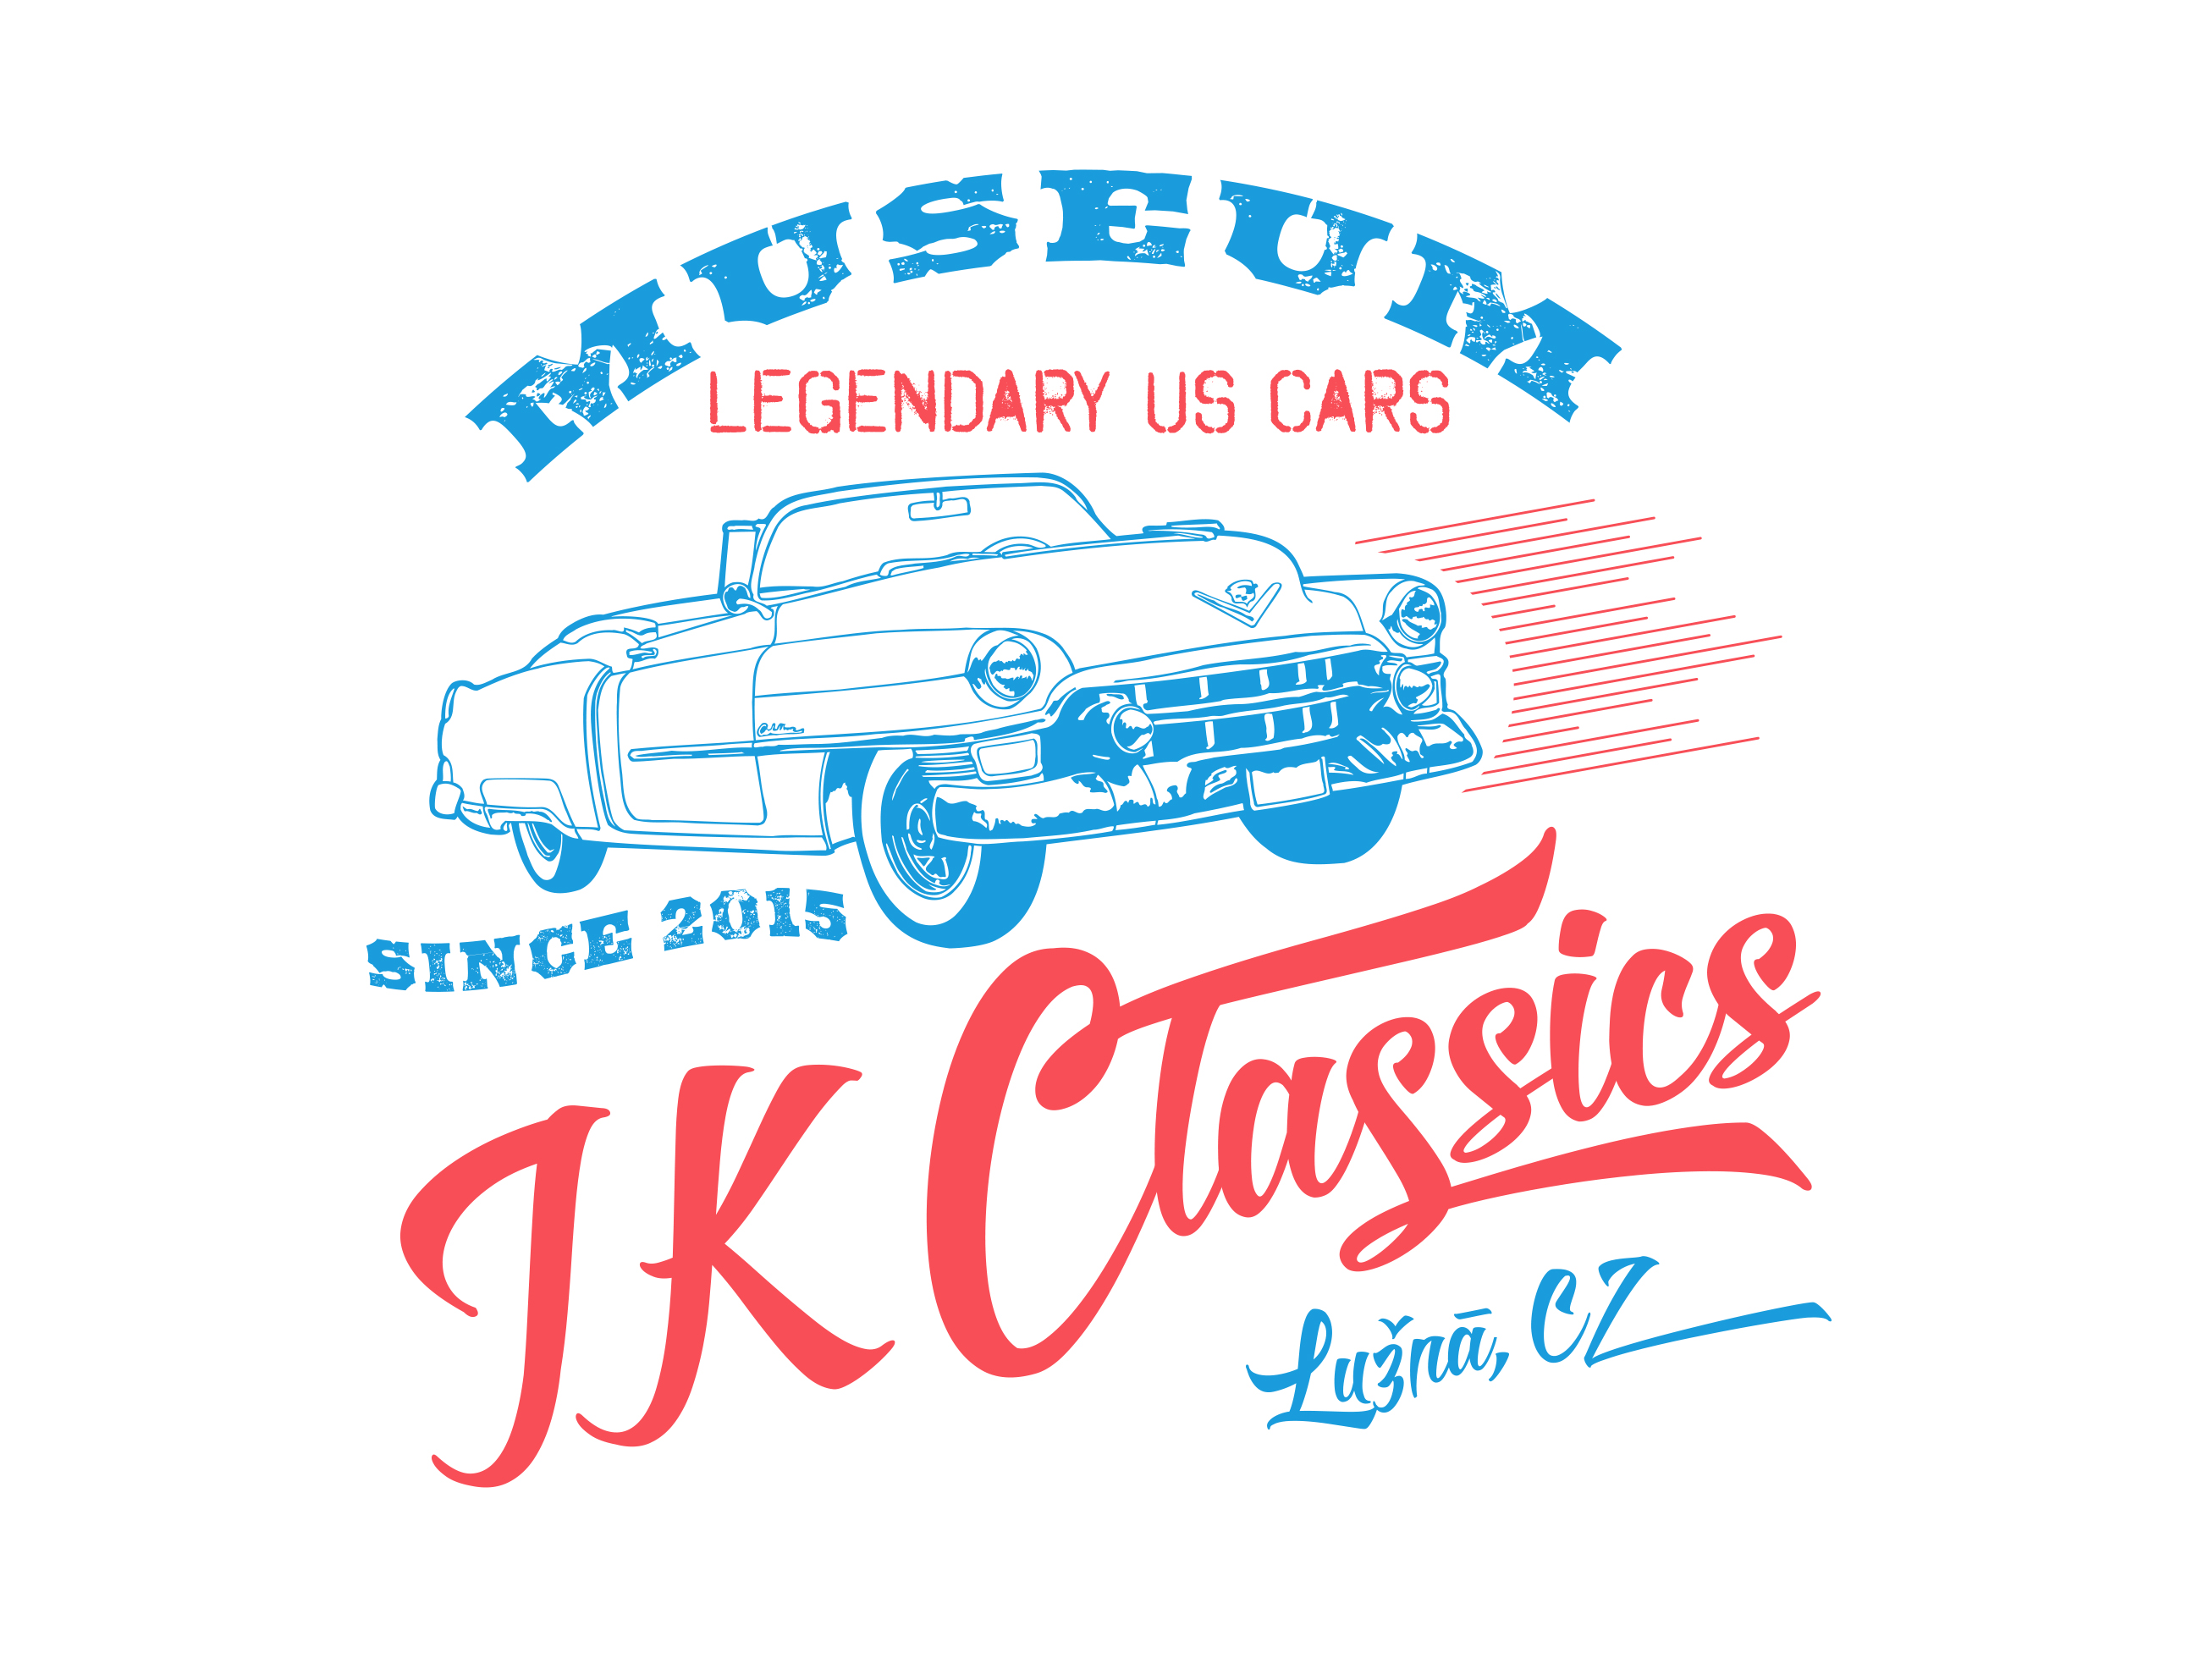 MUSEUM
LEGENDARY US CARS
SINCE 2015
JK Classics
Lužná, CZ